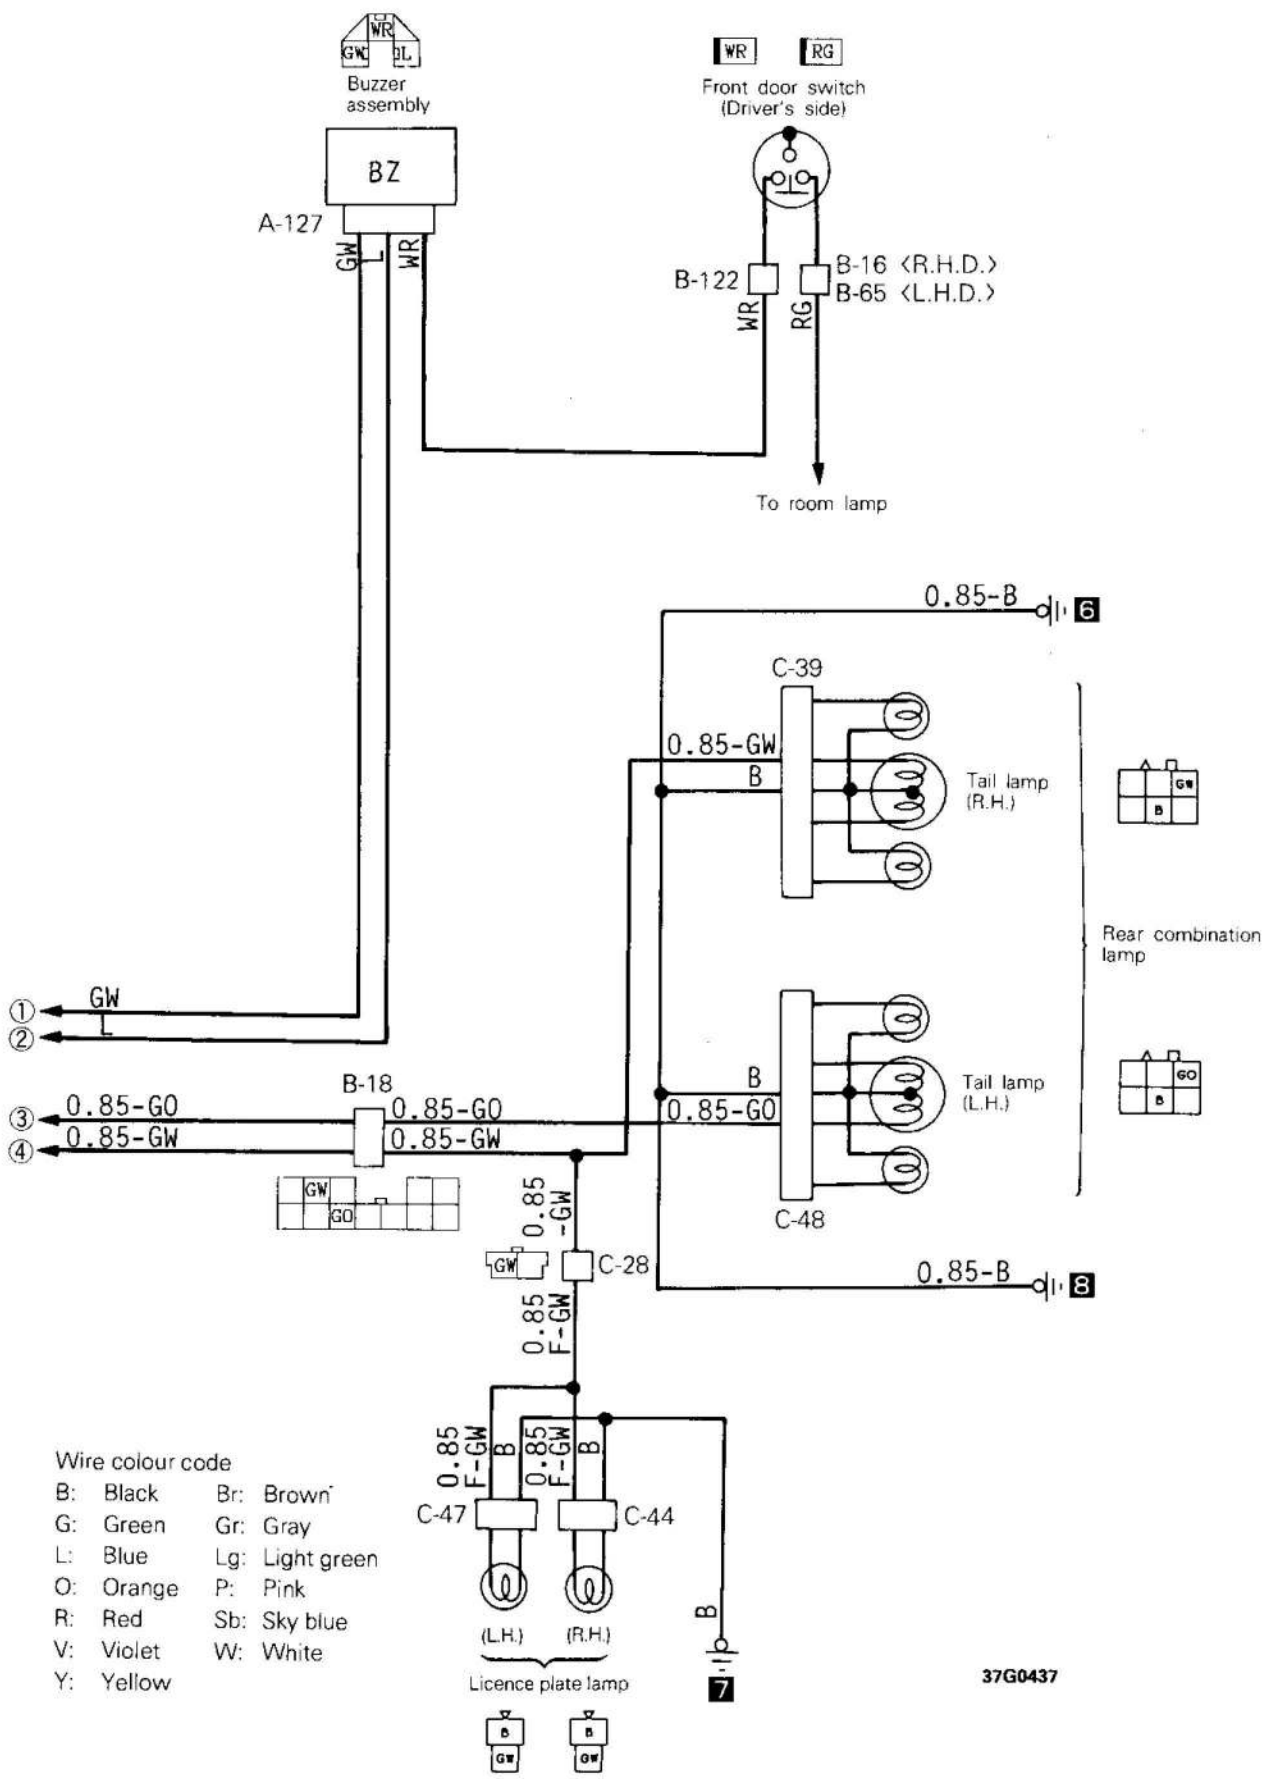 WR
GW L
Buzzer
assembly
BZ
A-127
GW
L
WR
WR RG
Front door switch
(Driver's side)
B-122
B-16 <R.H.D.>
B-65 <L.H.D.>
WR
RG
To room lamp
0.85-B
6
C-39
0.85-GW
B
Tail lamp
(R.H.)
GW
B
Rear combination
lamp
1
GW
2
L
B-18
3
0.85-GO
0.85-GO
4
0.85-GW
0.85-GW
B
0.85-GO
Tail lamp
(L.H.)
GO
B
C-48
GW
GO
0.85
-GW
GW
C-28
0.85
F-GW
0.85-B
8
0.85
F-GW
B
0.85
F-GW
B
C-47
C-44
(L.H.)
(R.H.)
Licence plate lamp
B
GW
B
GW
B
7
Wire colour code
B: Black Br: Brown
G: Green Gr: Gray
L: Blue Lg: Light green
O: Orange P: Pink
R: Red Sb: Sky blue
V: Violet W: White
Y: Yellow
37G0437